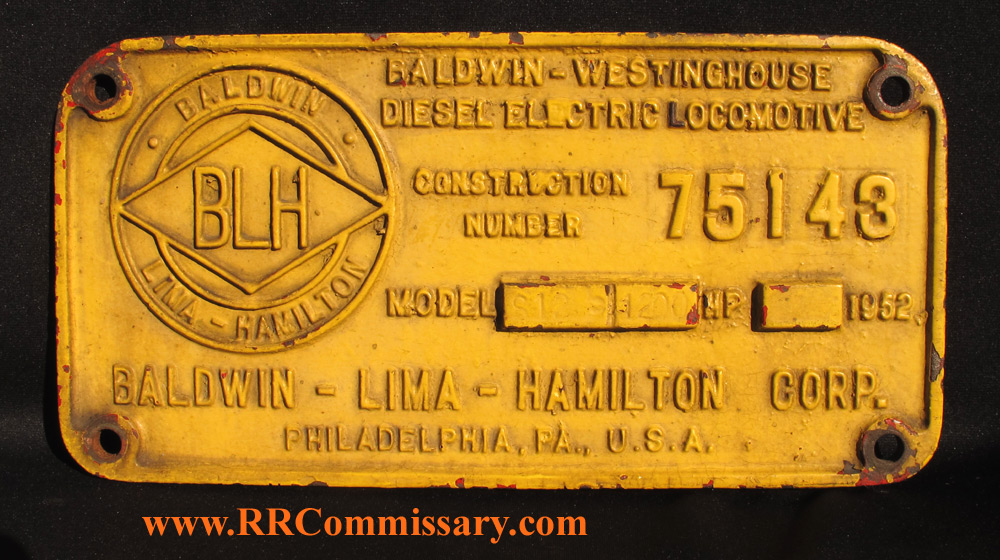 BALDWIN
BLH
LIMA - HAMILTON
BALDWIN - WESTINGHOUSE
DIESEL ELECTRIC LOCOMOTIVE
CONSTRUCTION
NUMBER
75143
MODEL 1200 HP 1952,
BALDWIN - LIMA - HAMILTON CORP.
PHILADELPHIA, PA., U.S.A.
www.RRCommissary.com